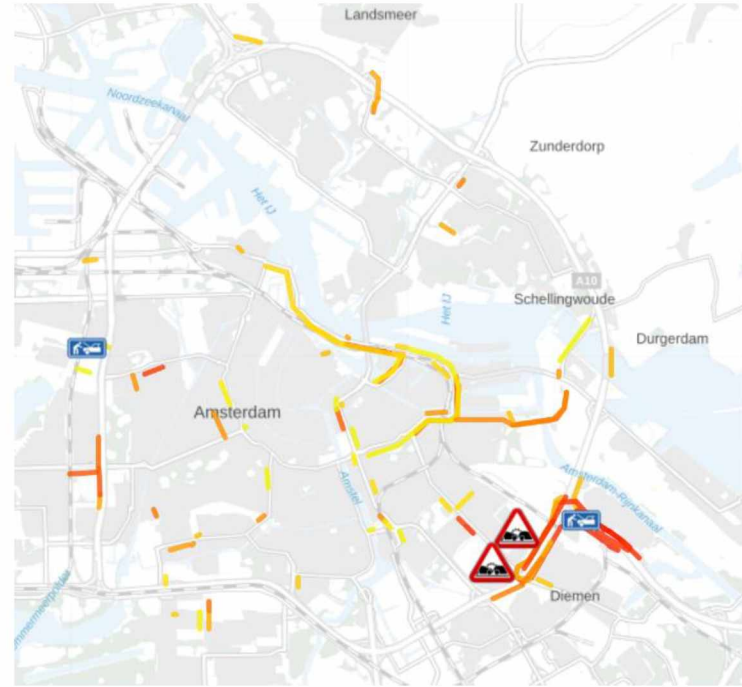 Landsmeer
Noordzeekanaal
Zunderdorp
Het IJ
A10
Schellingwoude
Het IJ
Durgerdam
Amsterdam
Amsterdam-Rijnkanaal
Amstel
Diemen